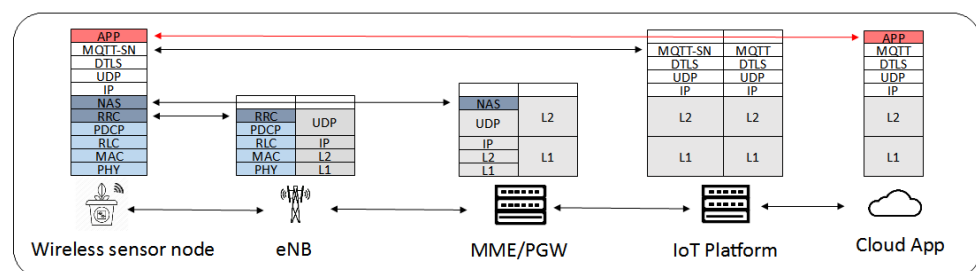 APP
MQTT-SN
DTLS
UDP
IP
NAS
RRC
PDCP
RLC
MAC
PHY
Wireless sensor node
RRC
PDCP
RLC
MAC
PHY
UDP
IP
L2
L1
eNB
NAS
UDP
IP
L2
L1
L2
L1
MME/PGW
MQTT-SN
DTLS
UDP
IP
L2
L1
MQTT
DTLS
UDP
IP
L2
L1
IoT Platform
APP
MQTT
DTLS
UDP
IP
L2
L1
Cloud App